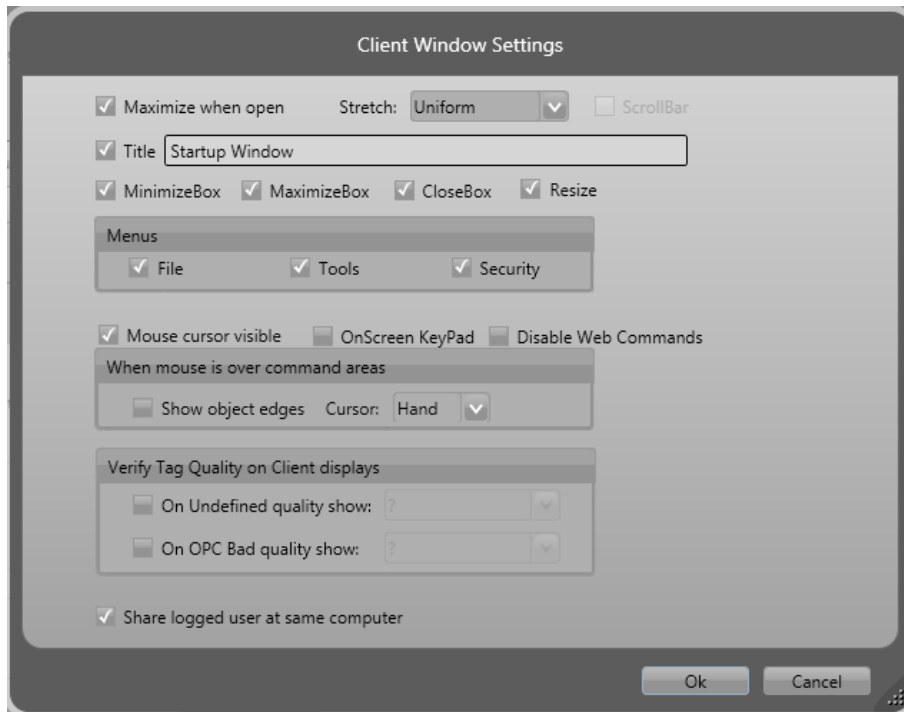 Client Window Settings
Maximize when open Stretch: Uniform ScrollBar
Title Startup Window
MinimizeBox MaximizeBox CloseBox Resize
Menus
File Tools Security
Mouse cursor visible OnScreen KeyPad Disable Web Commands
When mouse is over command areas
Show object edges Cursor: Hand
Verify Tag Quality on Client displays
On Undefined quality show: ?
On OPC Bad quality show: ?
Share logged user at same computer
Ok Cancel